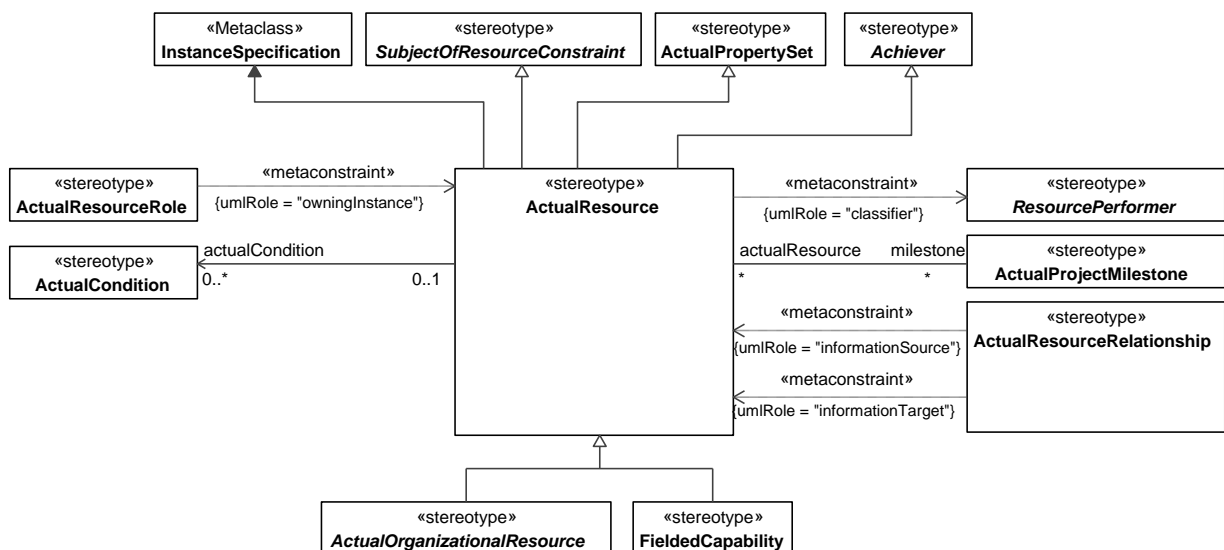 «Metaclass»
InstanceSpecification
«stereotype»
SubjectOfResourceConstraint
«stereotype»
ActualPropertySet
«stereotype»
Achiever
«stereotype»
ActualResourceRole
«metaconstraint»
{umlRole = "owningInstance"}
«stereotype»
ActualResource
«metaconstraint»
{umlRole = "classifier"}
«stereotype»
ResourcePerformer
«stereotype»
ActualCondition
actualCondition
0..*
0..1
actualResource
milestone
*
*
«stereotype»
ActualProjectMilestone
«metaconstraint»
{umlRole = "informationSource"}
«metaconstraint»
{umlRole = "informationTarget"}
«stereotype»
ActualResourceRelationship
«stereotype»
ActualOrganizationalResource
«stereotype»
FieldedCapability